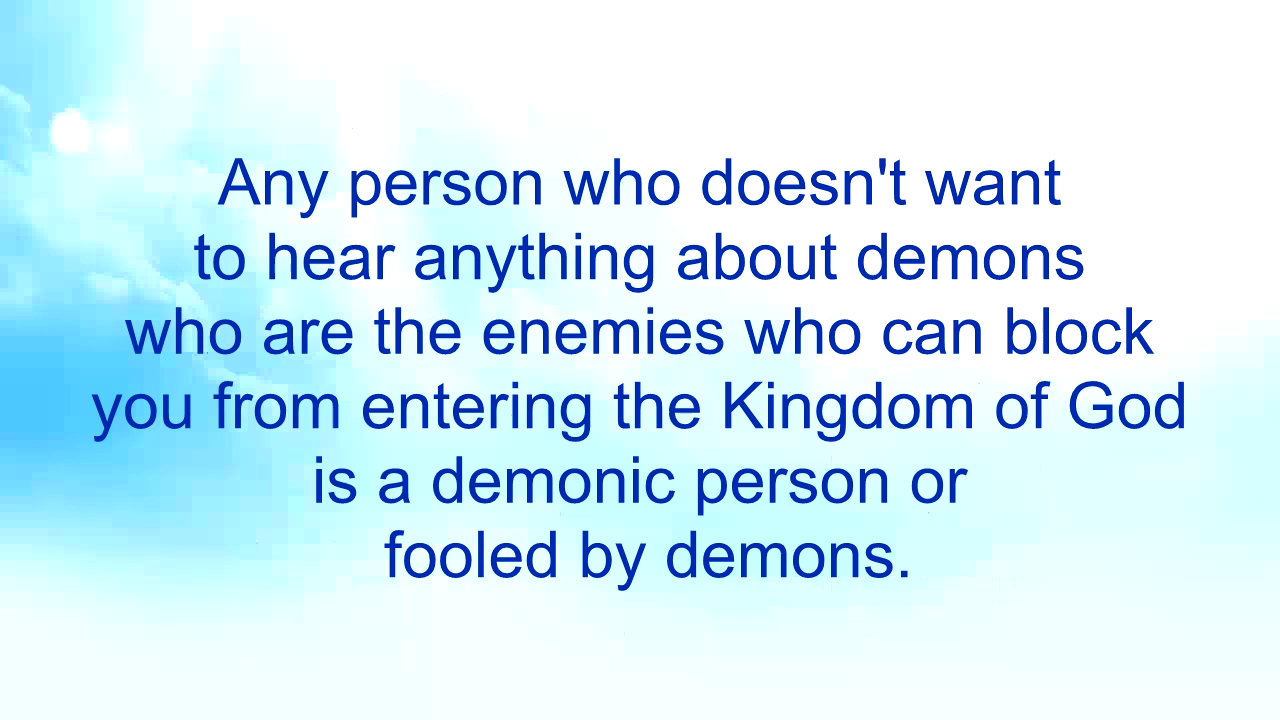 Any person who doesn't want
to hear anything about demons
who are the enemies who can block
you from entering the Kingdom of God
is a demonic person or
fooled by demons.